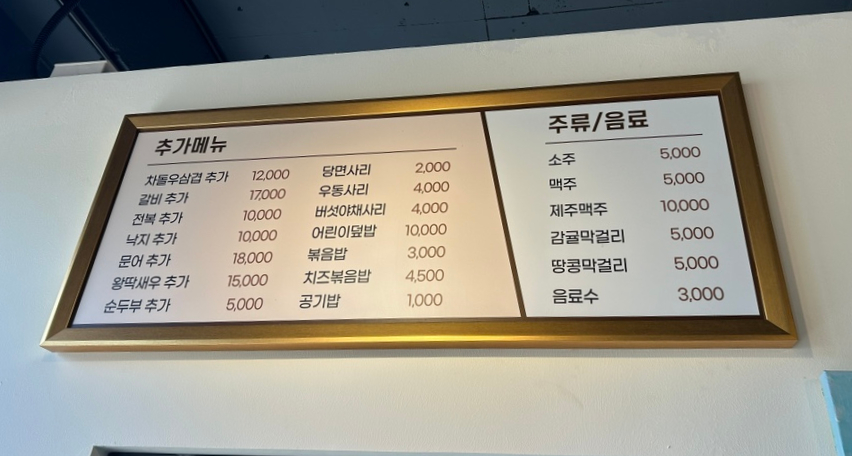 추가메뉴
차돌우삼겹 추가 12,000
갈비 추가 17,000
전복 추가 10,000
낙지 추가 10,000
문어 추가 18,000
왕딱새우 추가 15,000
순두부 추가 5,000
당면사리 2,000
우동사리 4,000
버섯야채사리 4,000
어린이덮밥 10,000
볶음밥 3,000
치즈볶음밥 4,500
공기밥 1,000
주류/음료
소주 5,000
맥주 5,000
제주맥주 10,000
감귤막걸리 5,000
땅콩막걸리 5,000
음료수 3,000